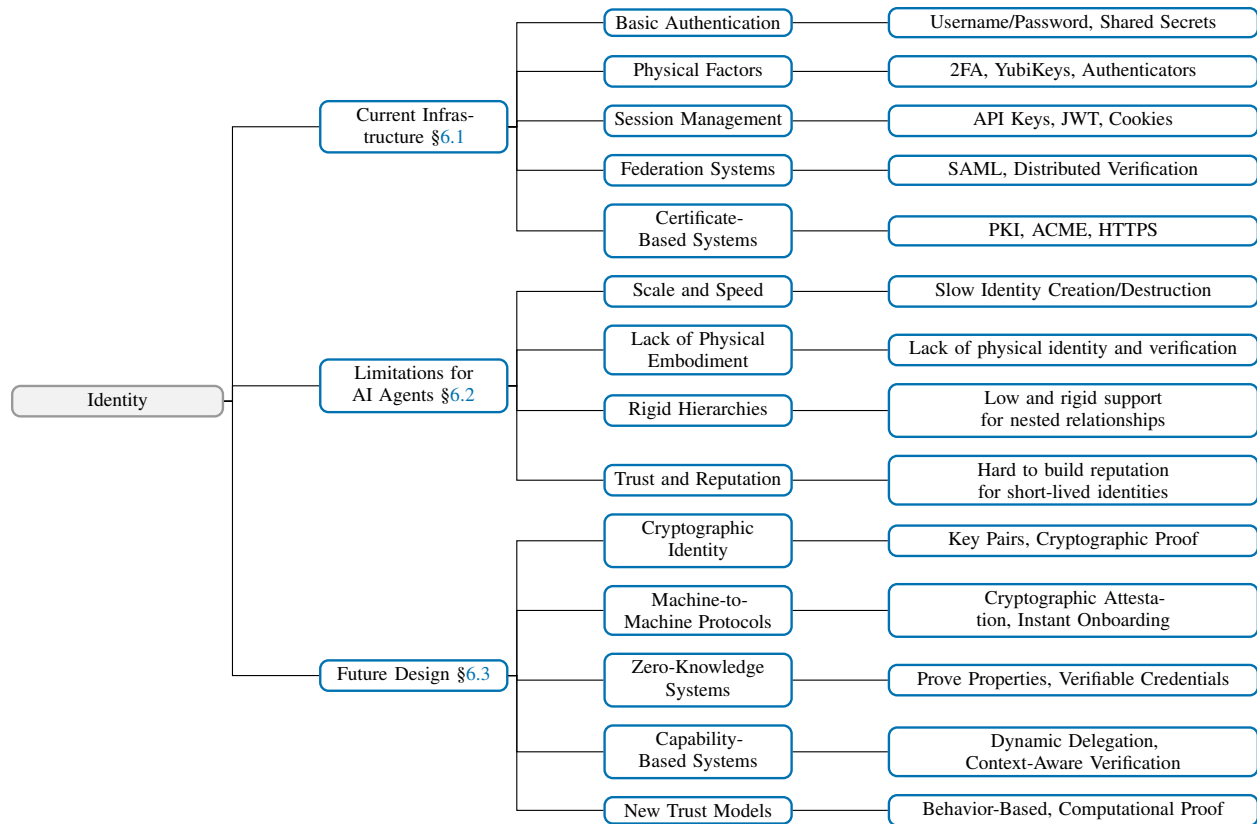 Identity
Current Infras-
tructure §6.1
Basic Authentication
Username/Password, Shared Secrets
Physical Factors
2FA, YubiKeys, Authenticators
Session Management
API Keys, JWT, Cookies
Federation Systems
SAML, Distributed Verification
Certificate-
Based Systems
PKI, ACME, HTTPS
Limitations for
AI Agents §6.2
Scale and Speed
Slow Identity Creation/Destruction
Lack of Physical
Embodiment
Lack of physical identity and verification
Rigid Hierarchies
Low and rigid support
for nested relationships
Trust and Reputation
Hard to build reputation
for short-lived identities
Future Design §6.3
Cryptographic
Identity
Key Pairs, Cryptographic Proof
Machine-to-
Machine Protocols
Cryptographic Attesta-
tion, Instant Onboarding
Zero-Knowledge
Systems
Prove Properties, Verifiable Credentials
Capability-
Based Systems
Dynamic Delegation,
Context-Aware Verification
New Trust Models
Behavior-Based, Computational Proof